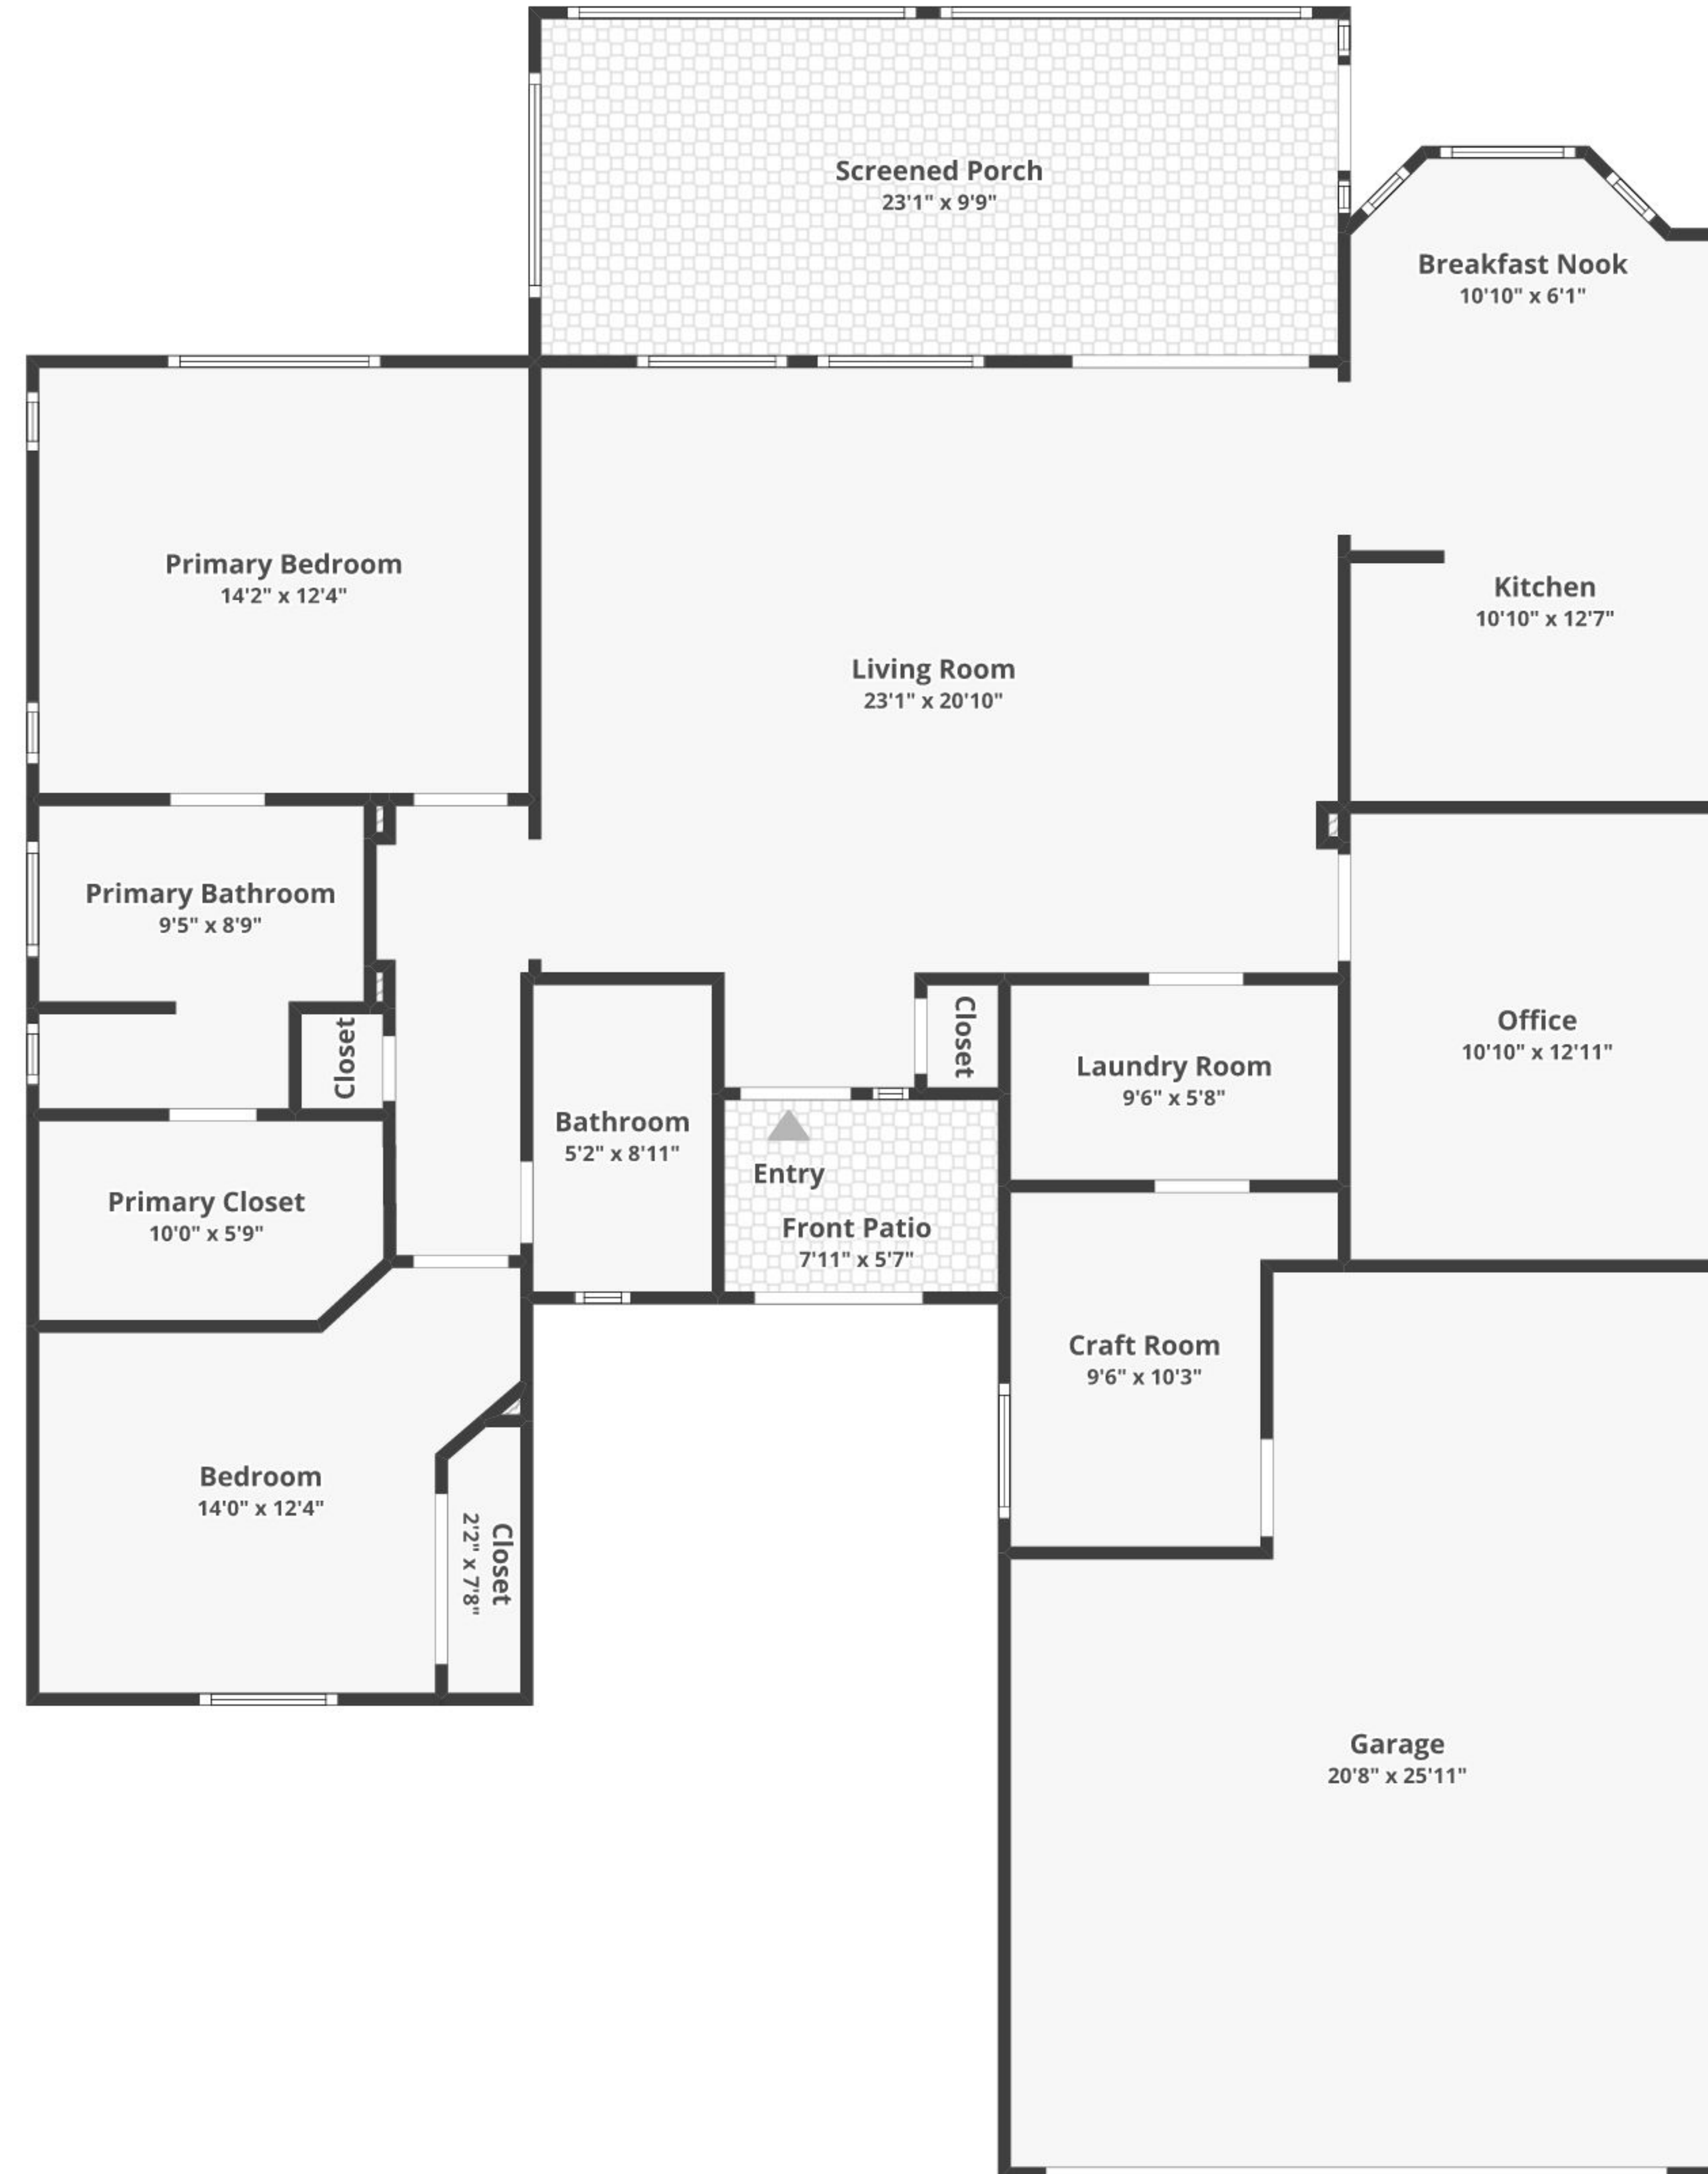 Screened Porch
23'1" x 9'9"
Breakfast Nook
10'10" x 6'1"
Primary Bedroom
14'2" x 12'4"
Kitchen
10'10" x 12'7"
Living Room
23'1" x 20'10"
Primary Bathroom
9'5" x 8'9"
Closet
Closet
Office
10'10" x 12'11"
Laundry Room
9'6" x 5'8"
Bathroom
5'2" x 8'11"
Entry
Front Patio
7'11" x 5'7"
Primary Closet
10'0" x 5'9"
Craft Room
9'6" x 10'3"
Bedroom
14'0" x 12'4"
Closet
2'2" x 7'8"
Garage
20'8" x 25'11"